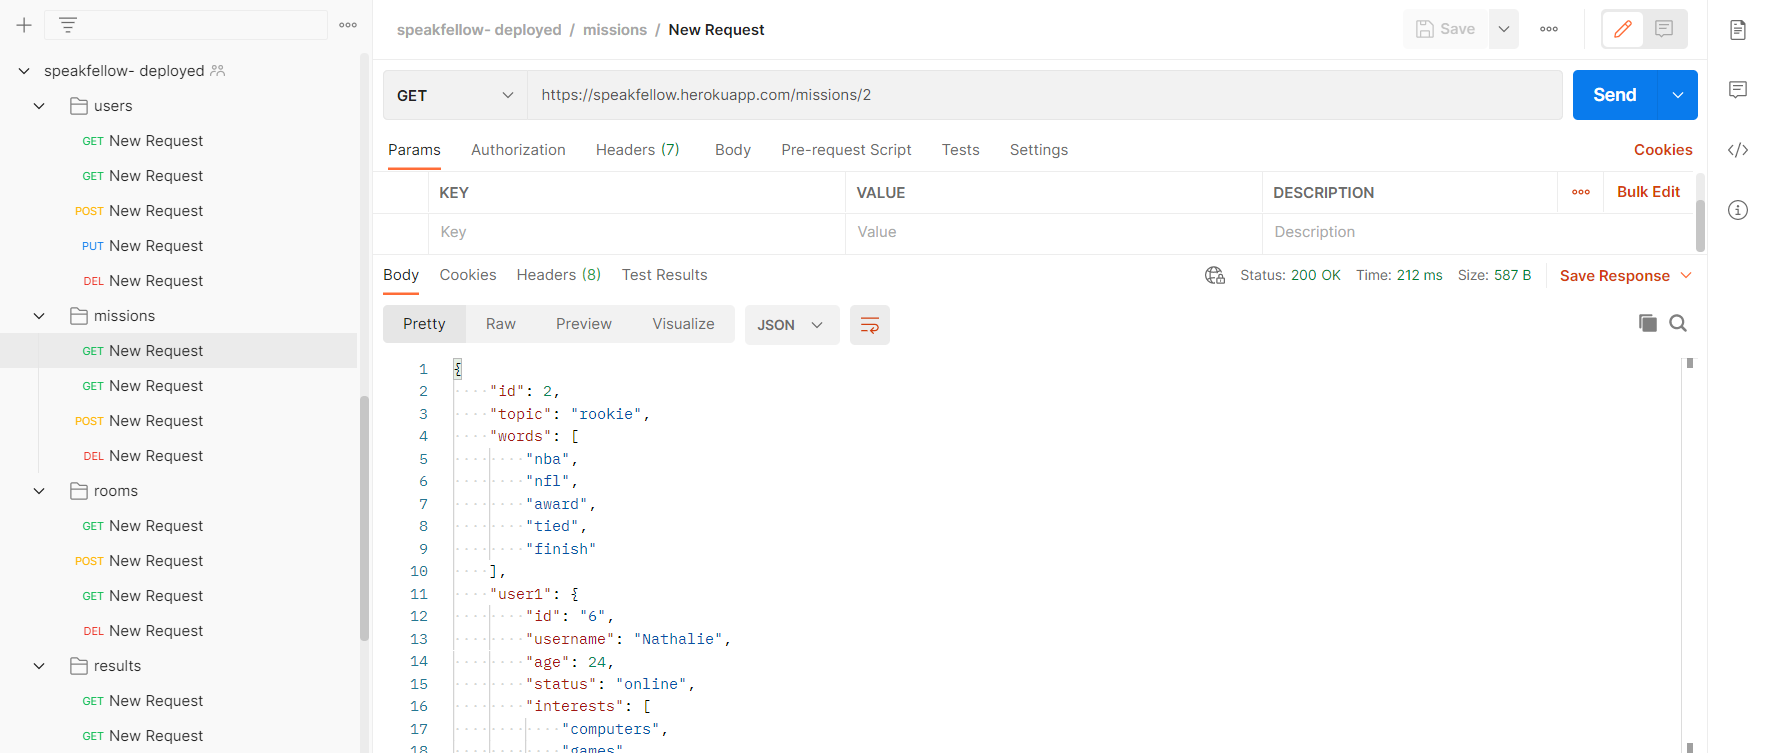 speakfellow- deployed
users
GET New Request
GET New Request
POST New Request
PUT New Request
DEL New Request
missions
GET New Request
GET New Request
POST New Request
DEL New Request
rooms
GET New Request
POST New Request
GET New Request
DEL New Request
results
GET New Request
GET New Request
speakfellow- deployed / missions / New Request
Save
GET https://speakfellow.herokuapp.com/missions/2
Send
Params Authorization Headers (7) Body Pre-request Script Tests Settings Cookies
KEY VALUE DESCRIPTION Bulk Edit
Key Value Description
Body Cookies Headers (8) Test Results Status: 200 OK Time: 212 ms Size: 587 B Save Response
Pretty Raw Preview Visualize JSON
1 {
2 "id": 2,
3 "topic": "rookie",
4 "words": [
5 "nba",
6 "nfl",
7 "award",
8 "tied",
9 "finish"
10 ],
11 "user1": {
12 "id": "6",
13 "username": "Nathalie",
14 "age": 24,
15 "status": "online",
16 "interests": [
17 "computers",
18 "games"